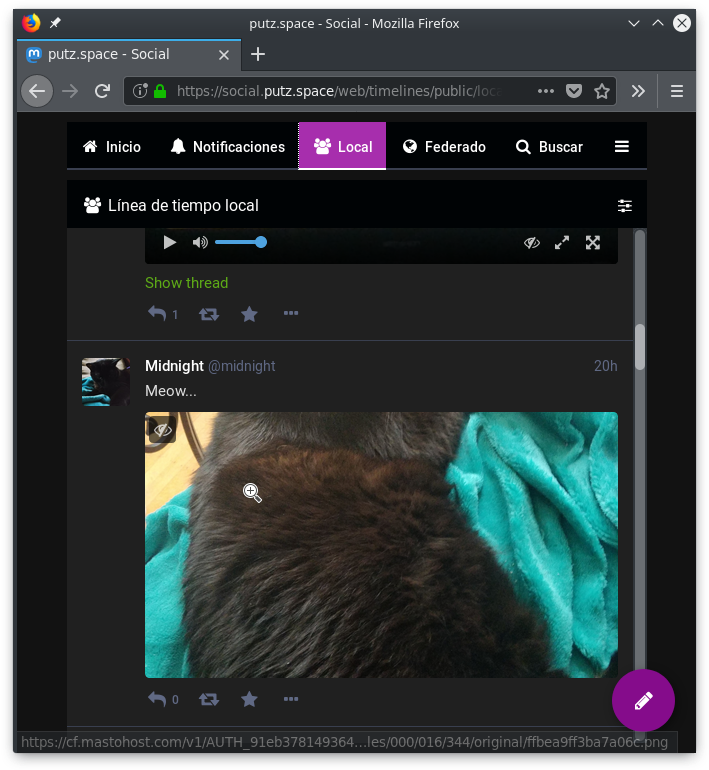 putz.space - Social - Mozilla Firefox
putz.space - Social
https://social.putz.space/web/timelines/public/loc
Inicio Notificaciones Local Federado Buscar
Línea de tiempo local
Show thread
1
Midnight @midnight 20h
Meow...
0
https://cf.mastohost.com/v1/AUTH_91eb378149364...les/000/016/344/original/ffbea9ff3ba7a06c.png